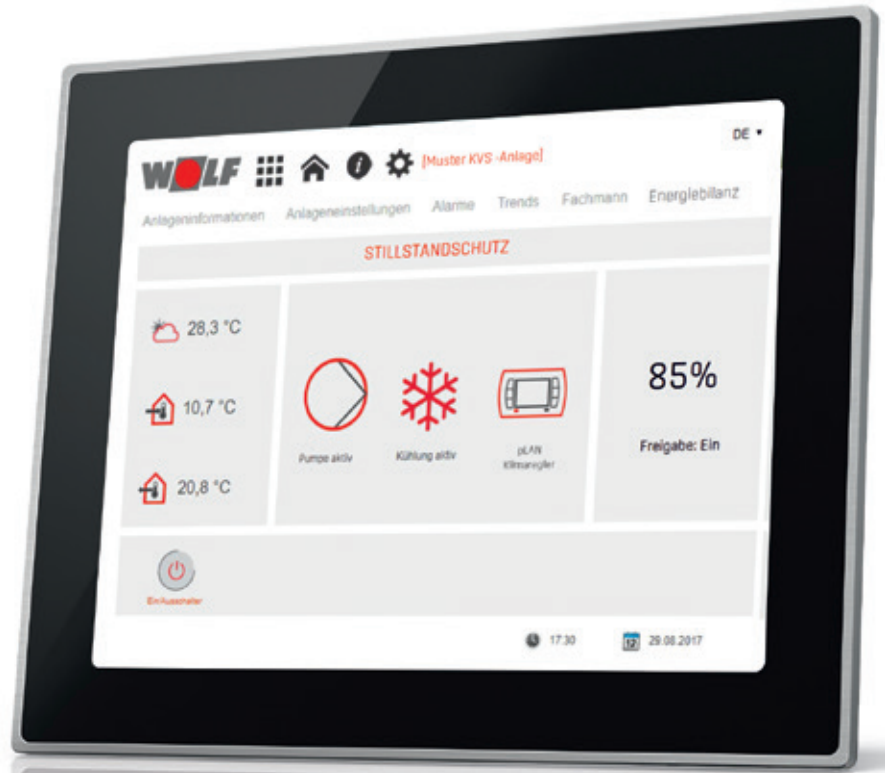 WOLF [Muster KVS -Anlage] DE
Anlageninformationen Anlageneinstellungen Alarme Trends Fachmann Energiebilanz
STILLSTANDSCHUTZ
28,3 °C
10,7 °C
20,8 °C
Pumpe aktiv
Kühlung aktiv
pLAN
Klimaregler
85%
Freigabe: Ein
Ein/Ausschalter
17:30
12
29.08.2017